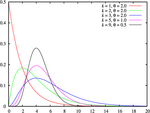 k = 1, θ = 2.0
k = 2, θ = 2.0
k = 3, θ = 2.0
k = 5, θ = 1.0
k = 9, θ = 0.5
0.5
0.4
0.3
0.2
0.1
0
0 2 4 6 8 10 12 14 16 18 20